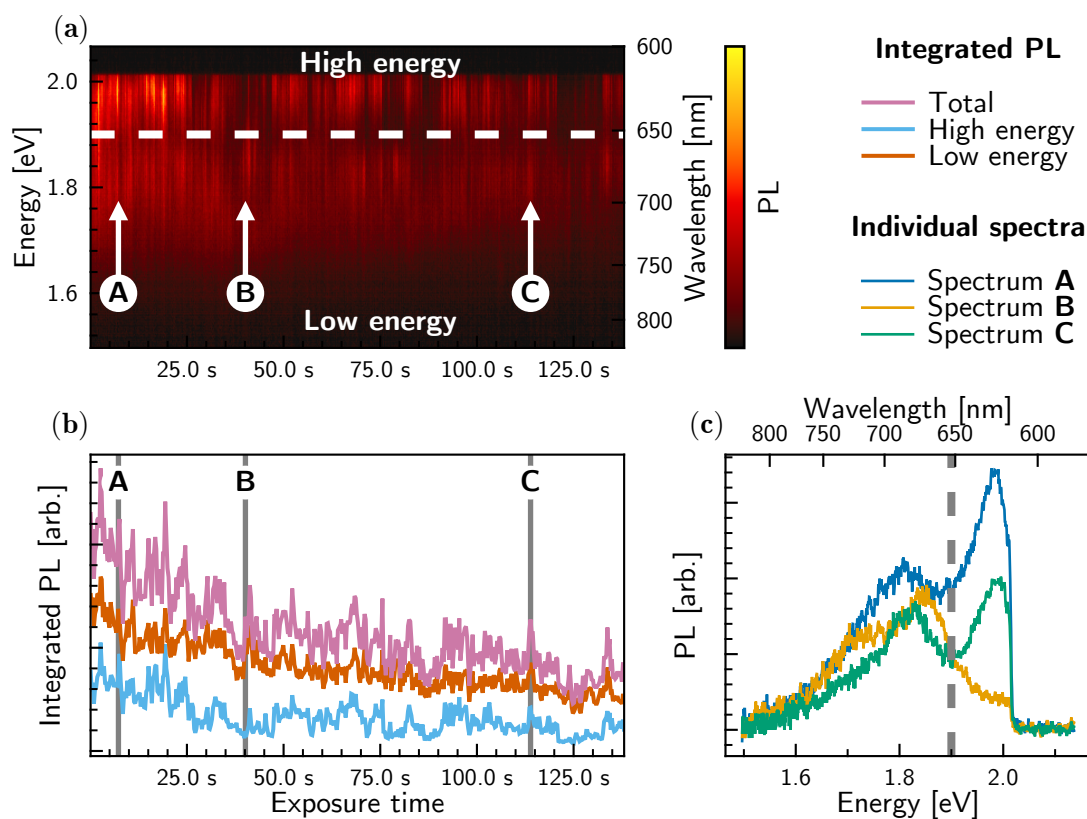 (a)
High energy
Low energy
A
B
C
Energy [eV]
2.0
1.8
1.6
25.0 s
50.0 s
75.0 s
100.0 s
125.0 s
600
650
700
750
800
Wavelength [nm]
PL
Integrated PL
Total
High energy
Low energy
Individual spectra
Spectrum A
Spectrum B
Spectrum C
(b)
A
B
C
Integrated PL [arb.]
25.0 s
50.0 s
75.0 s
100.0 s
125.0 s
Exposure time
(c)
Wavelength [nm]
800
750
700
650
600
PL [arb.]
1.6
1.8
2.0
Energy [eV]